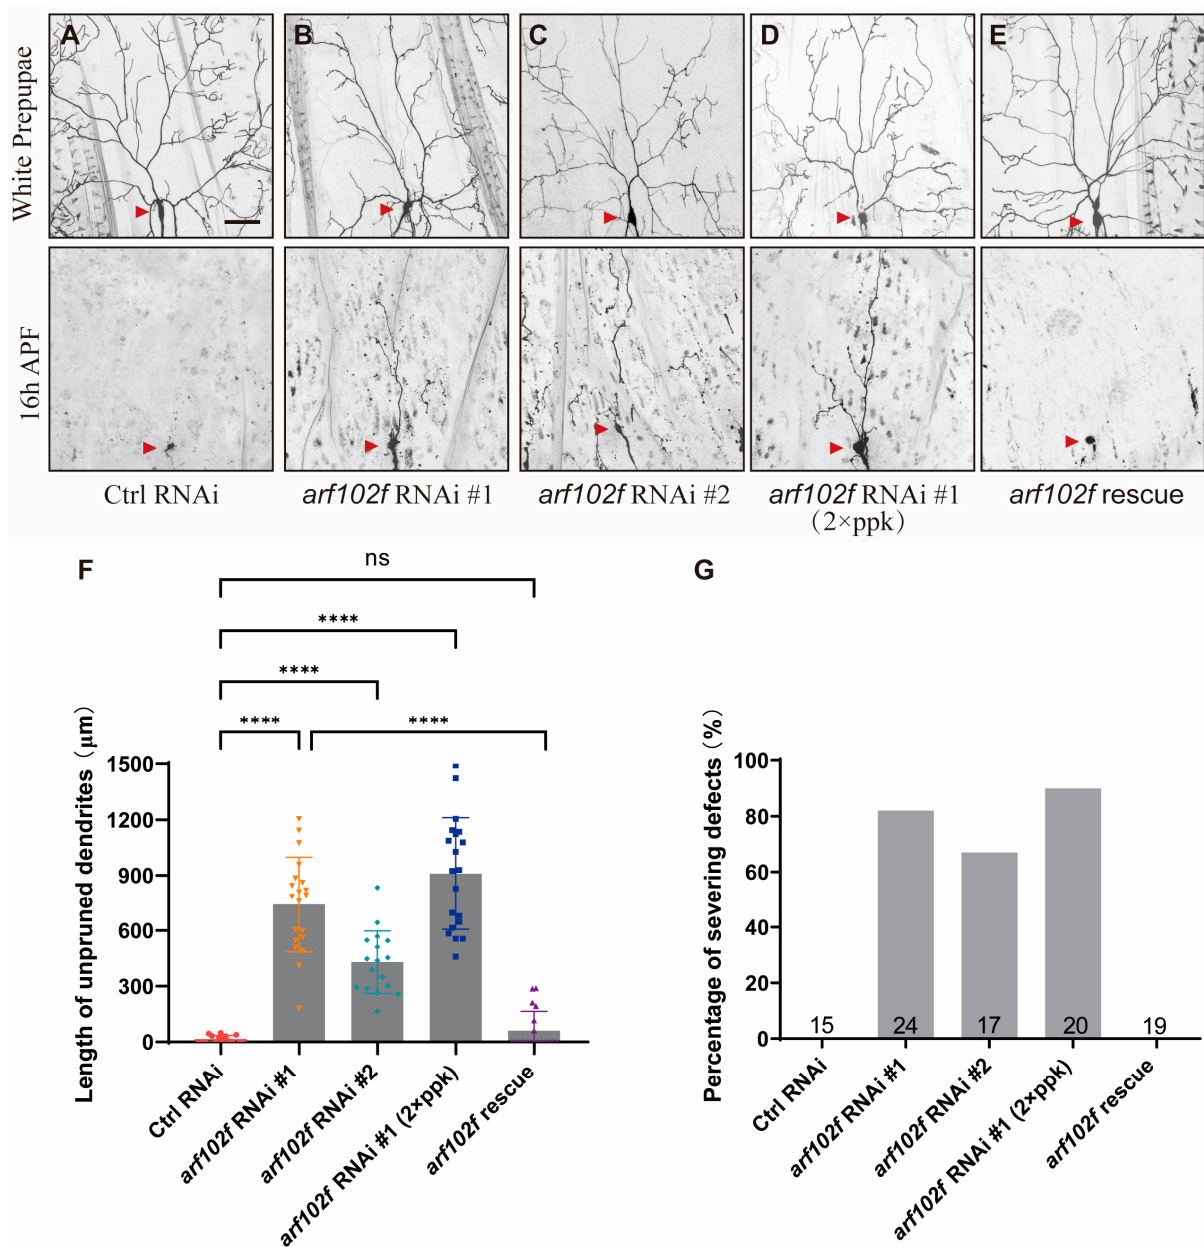 A
B
C
D
E
White Prepupae
16h APF
Ctrl RNAi
arf102f RNAi #1
arf102f RNAi #2
arf102f RNAi #1
（2×ppk）
arf102f rescue
F
ns
****
****
****
****
Length of unpruned dendrites（μm）
1500
1200
900
600
300
0
Ctrl RNAi
arf102f RNAi #1
arf102f RNAi #2
arf102f RNAi #1 (2×ppk)
arf102f rescue
G
Percentage of severing defects（%）
100
80
60
40
20
0
15
24
17
20
19
Ctrl RNAi
arf102f RNAi #1
arf102f RNAi #2
arf102f RNAi #1 (2×ppk)
arf102f rescue